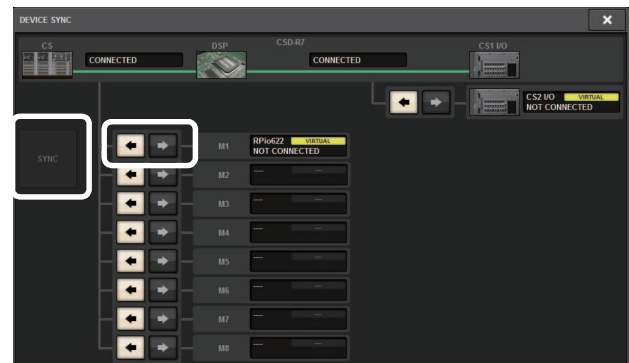 DEVICE SYNC
CS
DSP
CSD-R7
CS1 I/O
CONNECTED
CONNECTED
CS2 I/O VIRTUAL
NOT CONNECTED
SYNC
M1
RPio622 VIRTUAL
NOT CONNECTED
M2
---- ---
M3
---- ---
M4
---- ---
M5
---- ---
M6
---- ---
M7
---- ---
M8
---- ---